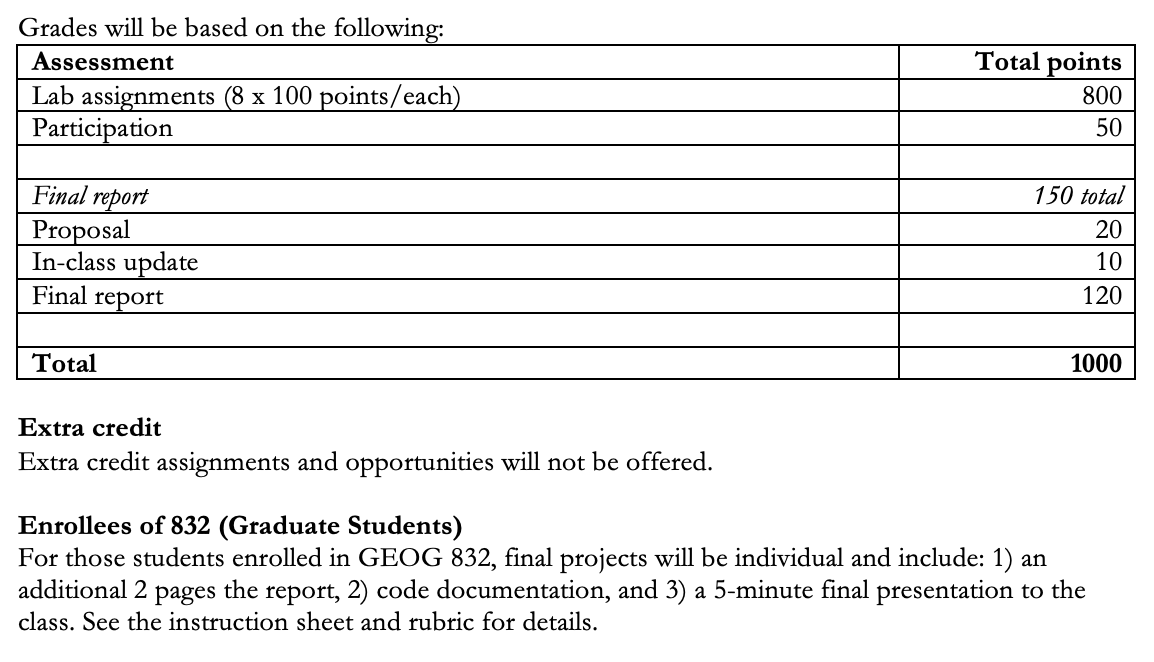 Grades will be based on the following:
Assessment Total points
Lab assignments (8 x 100 points/each) 800
Participation 50
Final report 150 total
Proposal 20
In-class update 10
Final report 120
Total 1000
Extra credit
Extra credit assignments and opportunities will not be offered.
Enrollees of 832 (Graduate Students)
For those students enrolled in GEOG 832, final projects will be individual and include: 1) an
additional 2 pages the report, 2) code documentation, and 3) a 5-minute final presentation to the
class. See the instruction sheet and rubric for details.